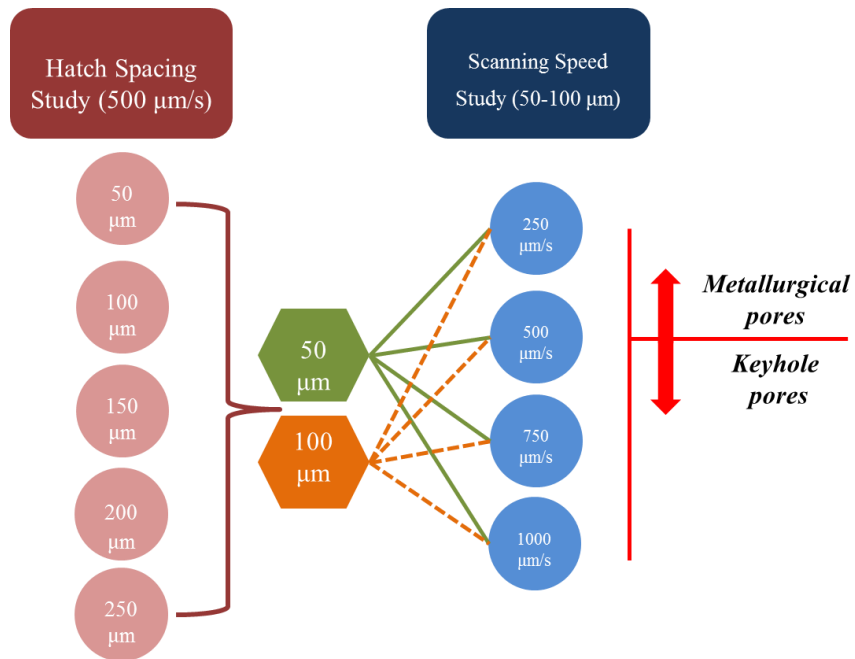 Hatch Spacing
Study (500 μm/s)
Scanning Speed
Study (50-100 μm)
50
μm
100
μm
150
μm
200
μm
250
μm
50
μm
100
μm
250
μm/s
500
μm/s
750
μm/s
1000
μm/s
Metallurgical
pores
Keyhole
pores